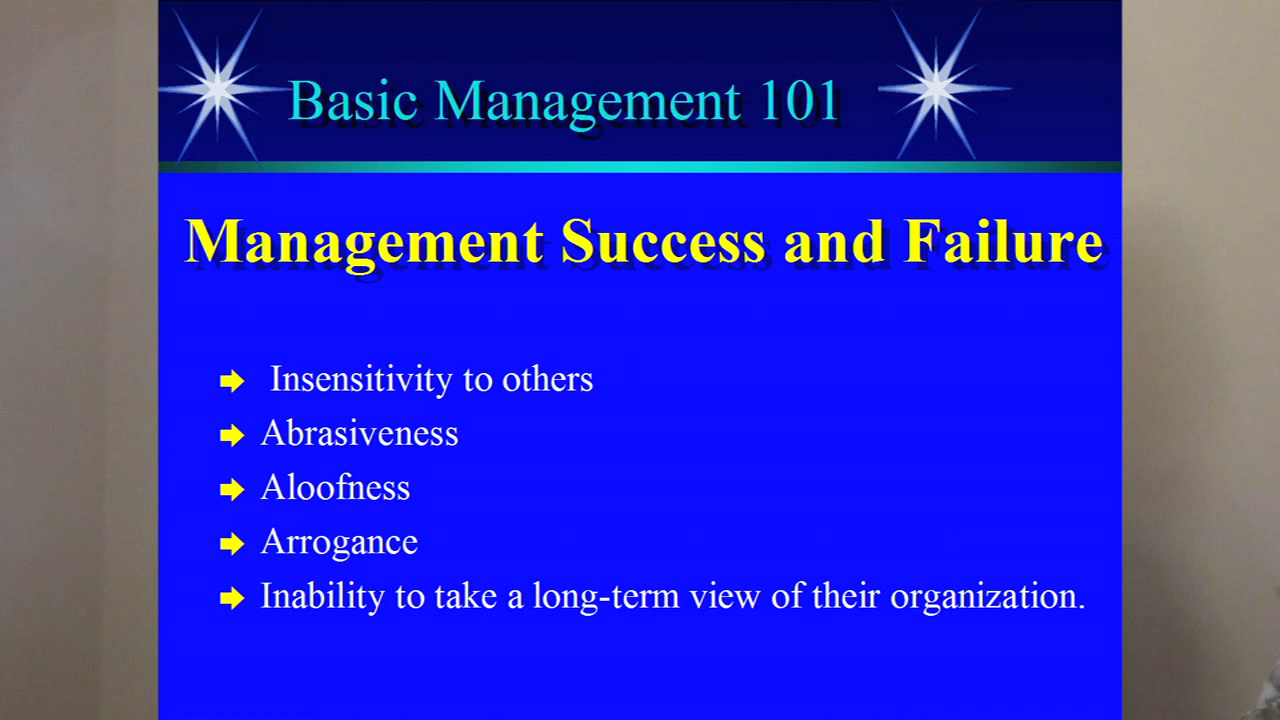 Basic Management 101
Management Success and Failure
Insensitivity to others
Abrasiveness
Aloofness
Arrogance
Inability to take a long-term view of their organization.